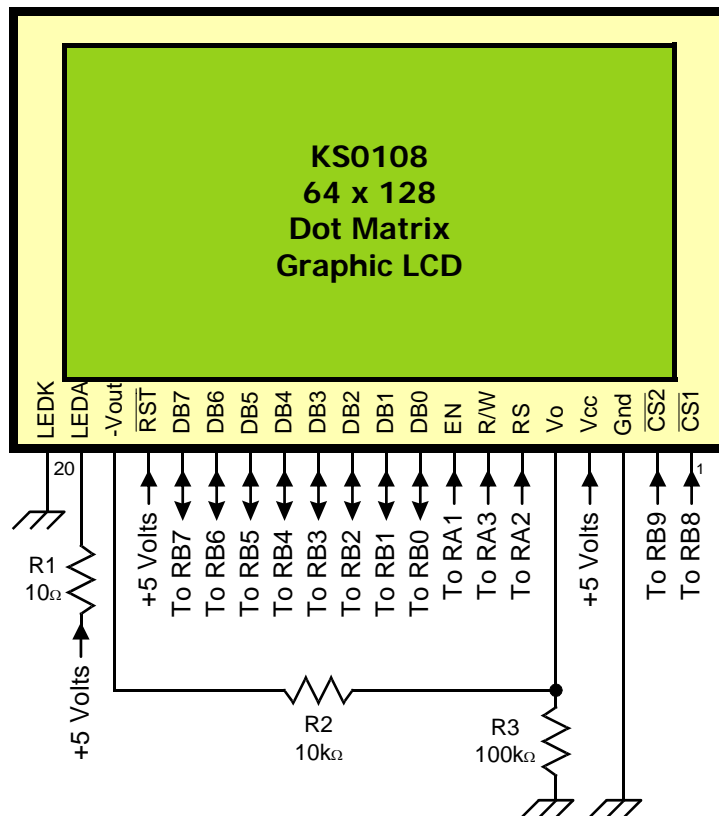 KS0108
64 x 128
Dot Matrix
Graphic LCD
LEDK
LEDA
-Vout
RST
DB7
DB6
DB5
DB4
DB3
DB2
DB1
DB0
EN
R/W
RS
Vo
Vcc
Gnd
CS2
CS1
20
1
+5 Volts
To RB7
To RB6
To RB5
To RB4
To RB3
To RB2
To RB1
To RB0
To RA1
To RA3
To RA2
+5 Volts
To RB9
To RB8
R1
10Ω
+5 Volts
R2
10kΩ
R3
100kΩ